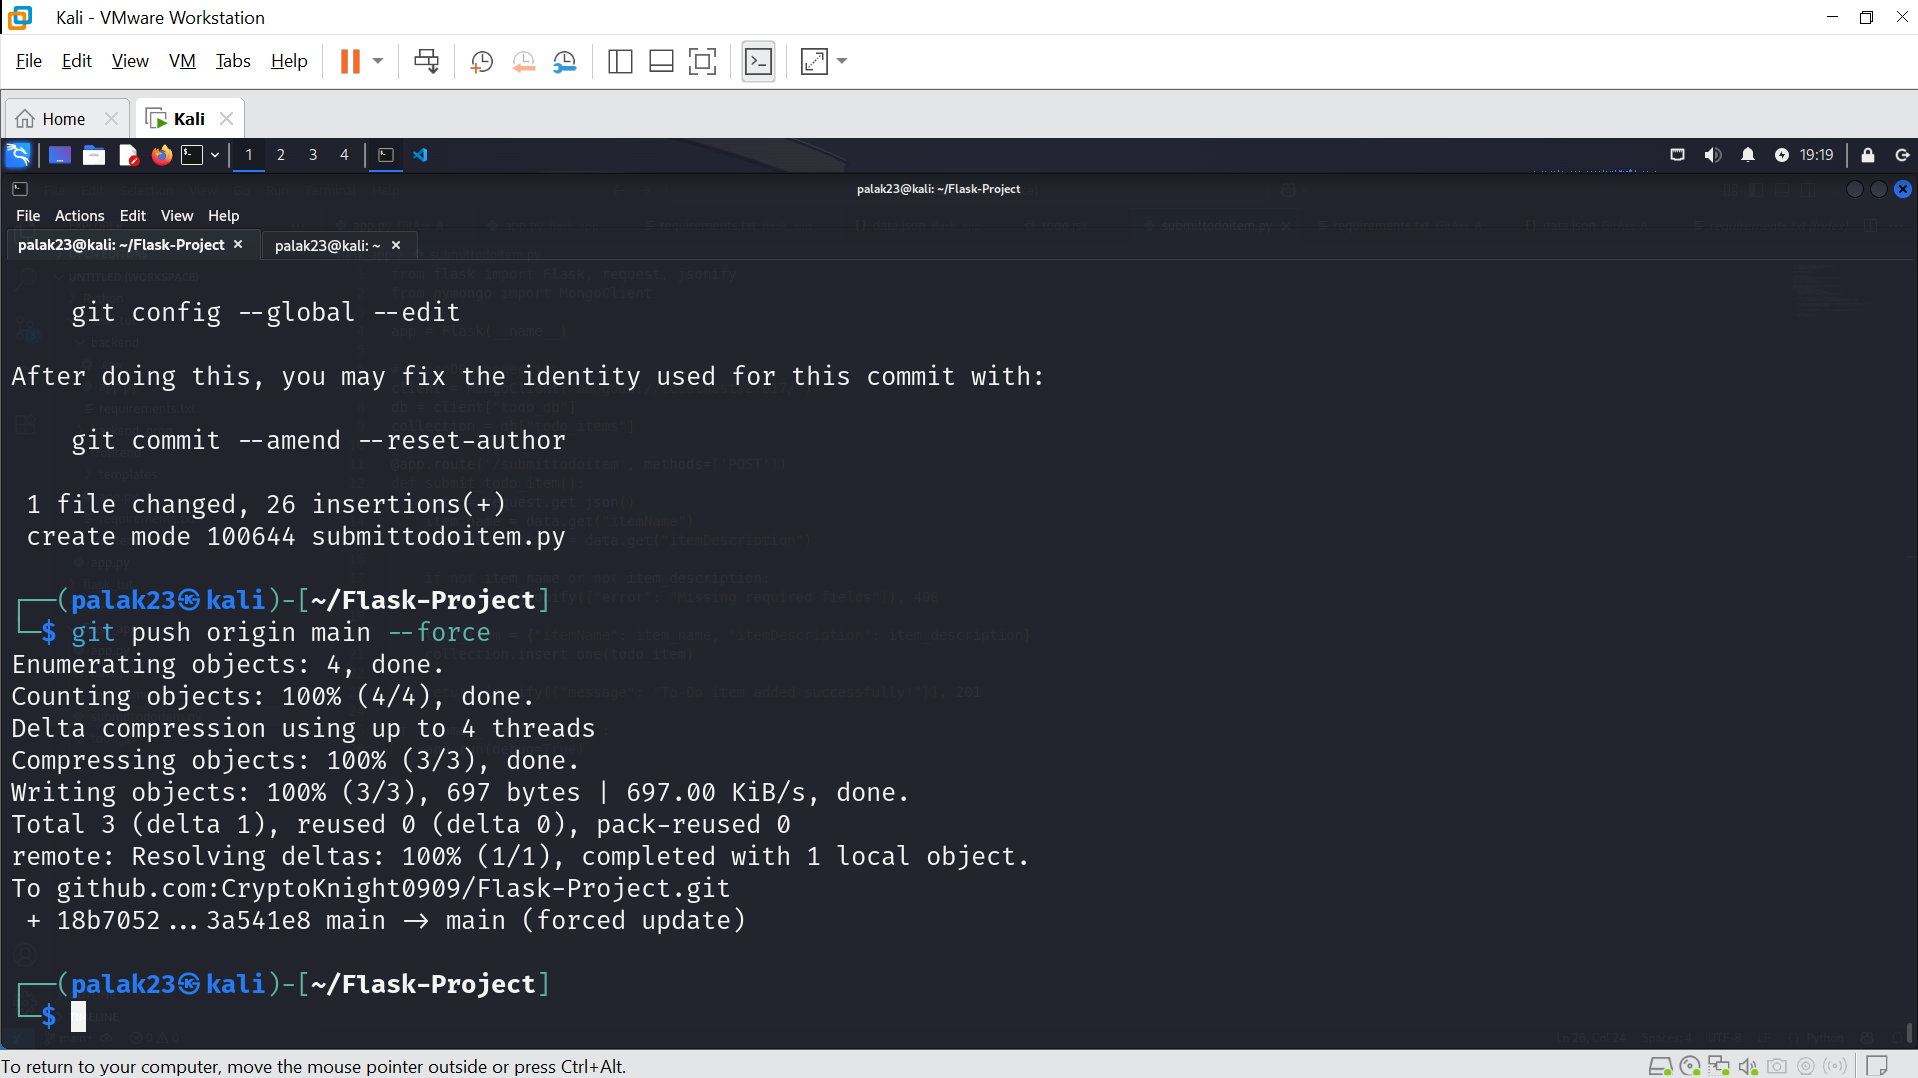 Kali - VMware Workstation
File Edit View VM Tabs Help
Home
Kali
1 2 3 4
19:19
palak23@kali: ~/Flask-Project
File Actions Edit View Help
palak23@kali: ~/Flask-Project
palak23@kali: ~
git config --global --edit
After doing this, you may fix the identity used for this commit with:
git commit --amend --reset-author
1 file changed, 26 insertions(+)
create mode 100644 submittodoitem.py
(palak23㉿kali)-[~/Flask-Project]
$ git push origin main --force
Enumerating objects: 4, done.
Counting objects: 100% (4/4), done.
Delta compression using up to 4 threads
Compressing objects: 100% (3/3), done.
Writing objects: 100% (3/3), 697 bytes | 697.00 KiB/s, done.
Total 3 (delta 1), reused 0 (delta 0), pack-reused 0
remote: Resolving deltas: 100% (1/1), completed with 1 local object.
To github.com:CryptoKnight0909/Flask-Project.git
+ 18b7052...3a541e8 main -> main (forced update)
(palak23㉿kali)-[~/Flask-Project]
$
To return to your computer, move the mouse pointer outside or press Ctrl+Alt.